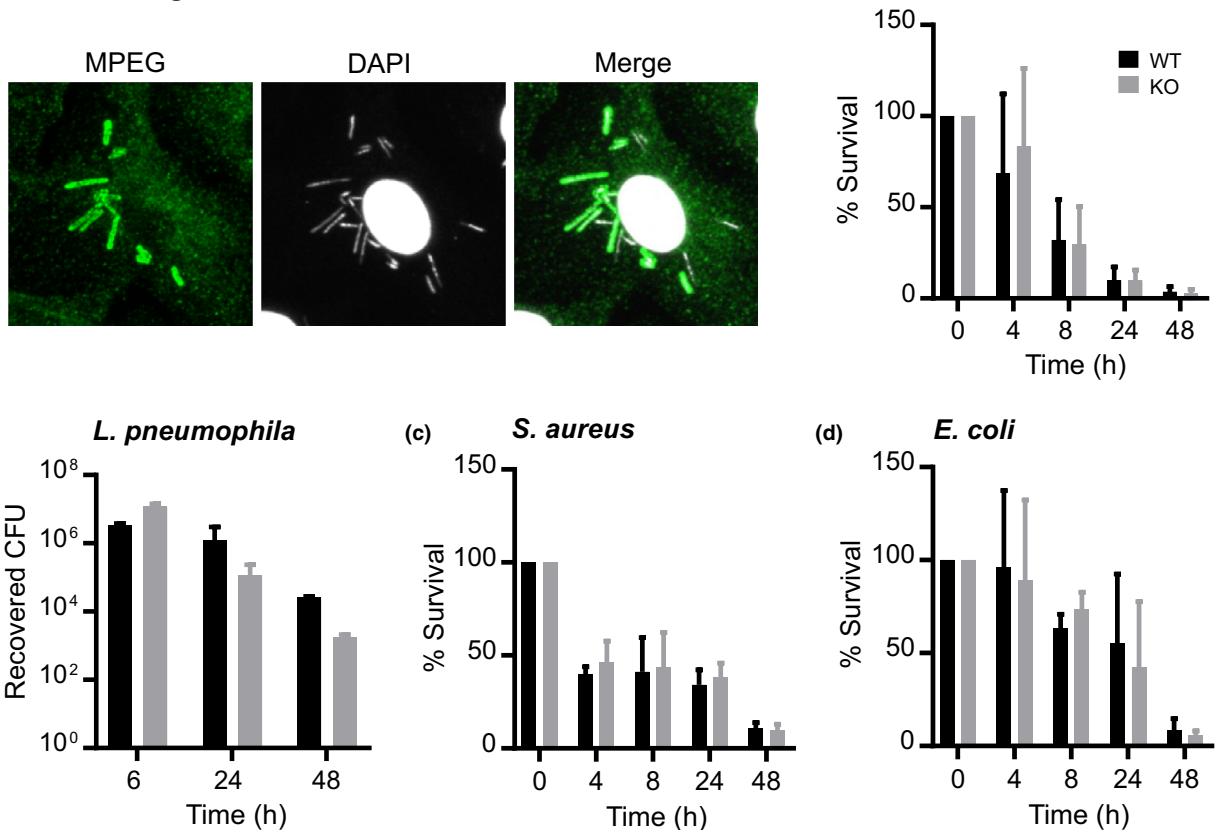 MPEG
DAPI
Merge
150
100
50
0
% Survival
WT
KO
0 4 8 24 48
Time (h)
L. pneumophila
10⁸
10⁶
10⁴
10²
10⁰
Recovered CFU
6 24 48
Time (h)
(c)
S. aureus
150
100
50
0
% Survival
0 4 8 24 48
Time (h)
(d)
E. coli
150
100
50
0
% Survival
0 4 8 24 48
Time (h)